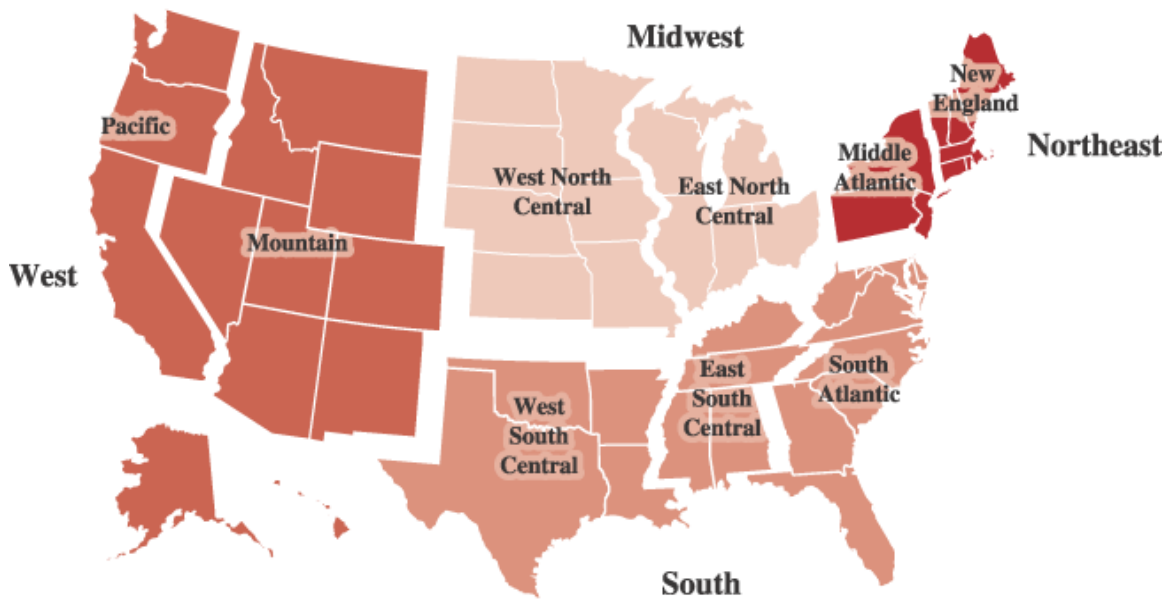 Midwest
New
England
Pacific
Northeast
Middle
Atlantic
West North
Central
East North
Central
Mountain
West
East
South
Central
South
Atlantic
West
South
Central
South